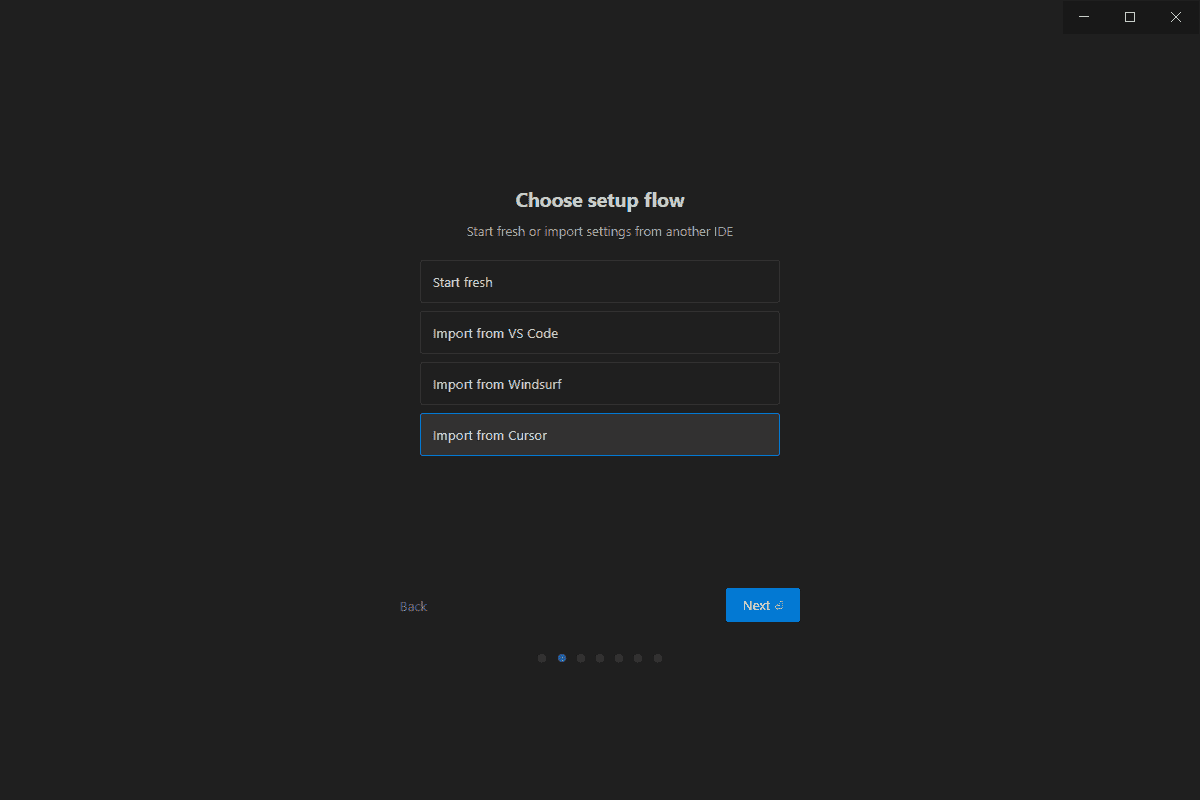 Choose setup flow
Start fresh or import settings from another IDE
Start fresh
Import from VS Code
Import from Windsurf
Import from Cursor
Back
Next ⏎